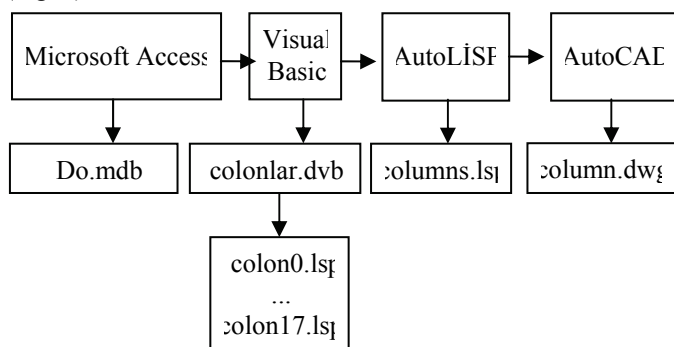 Microsoft Access
Visual
Basic
AutoLİSP
AutoCAD
Do.mdb
colonlar.dvb
columns.lsp
column.dwg
colon0.lsp
...
colon17.lsp